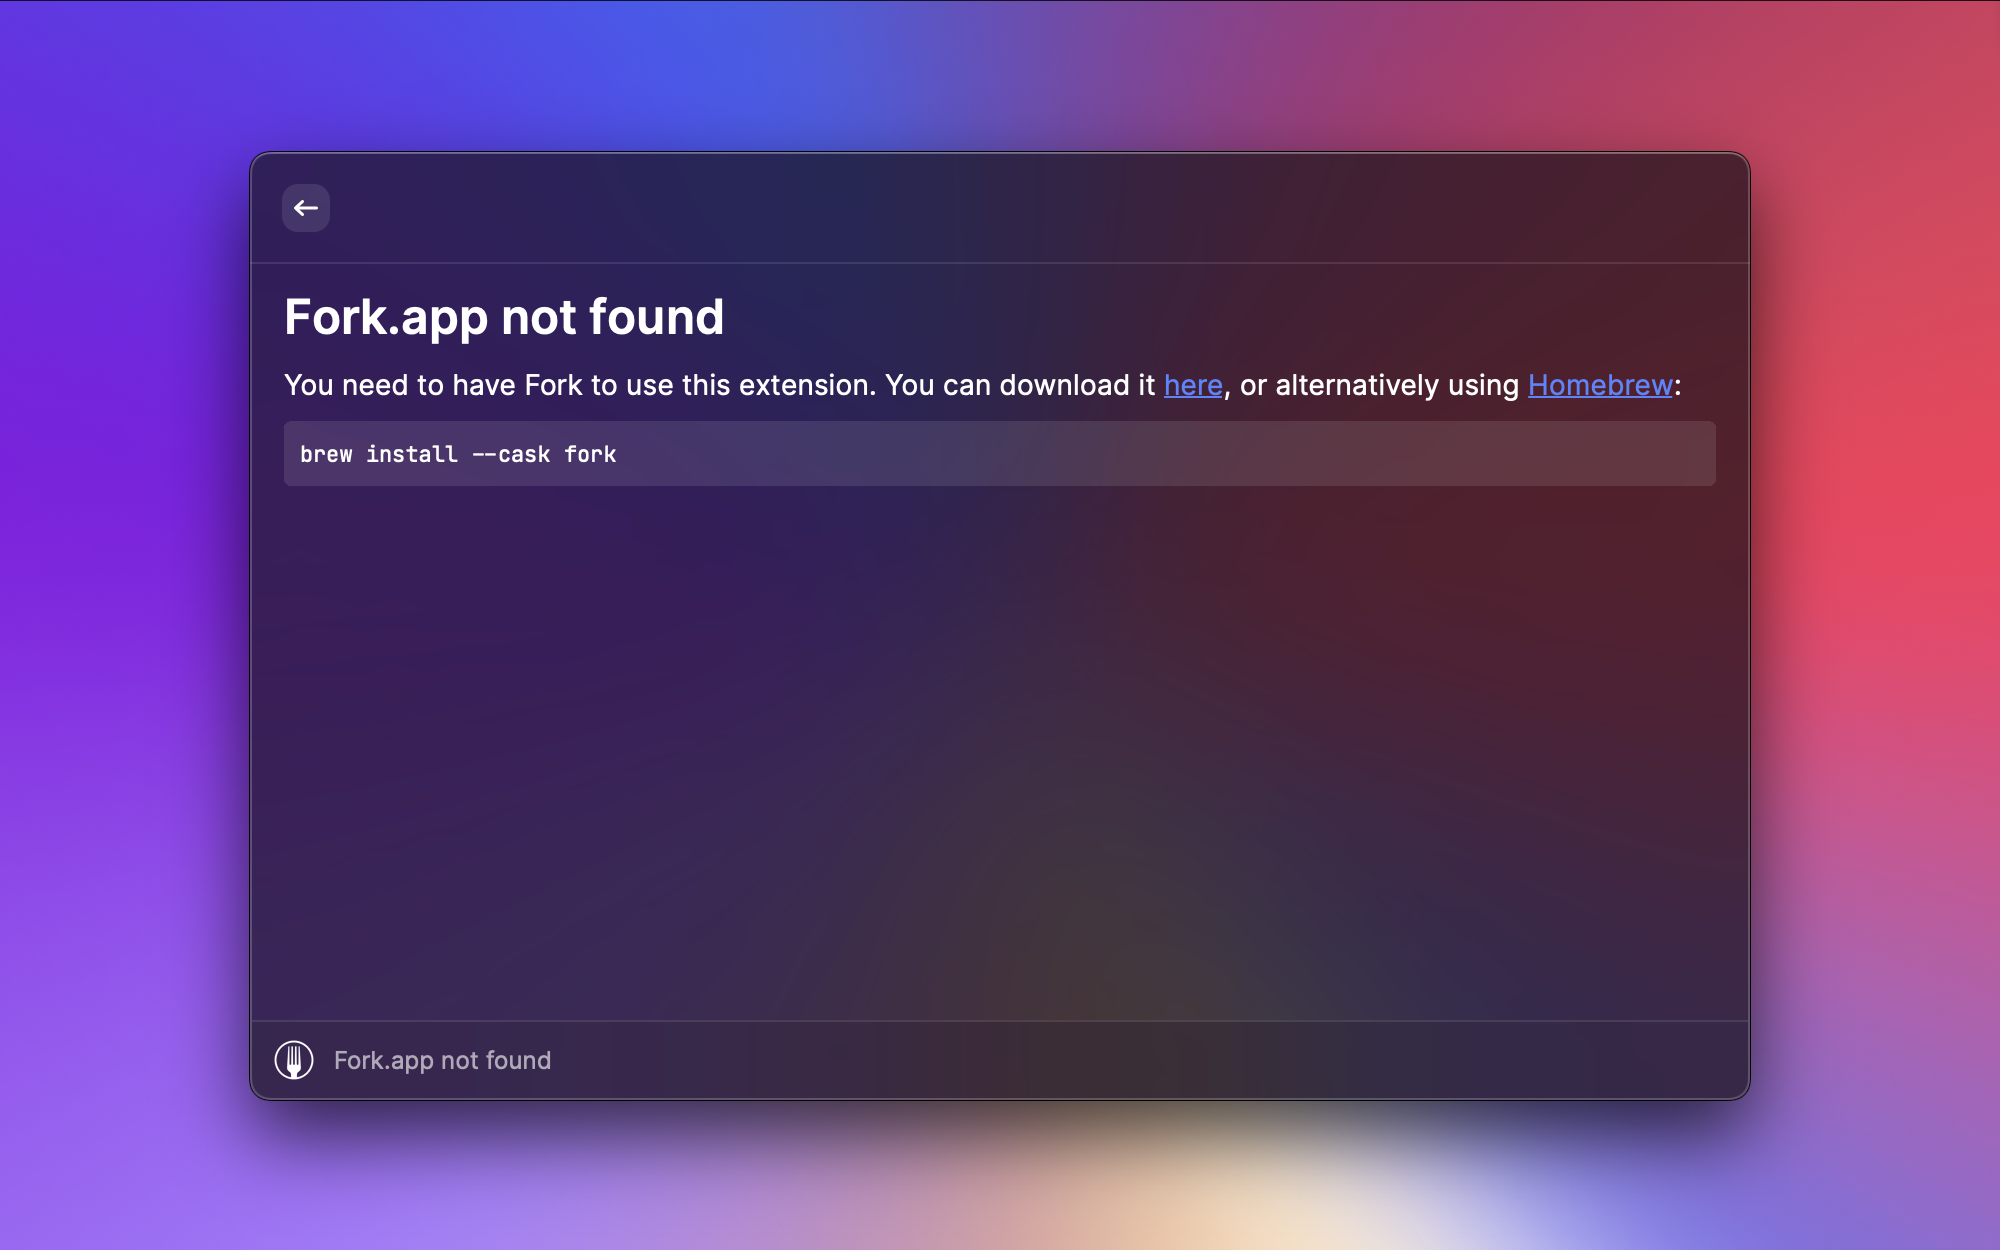 Fork.app not found
You need to have Fork to use this extension. You can download it here, or alternatively using Homebrew:
brew install --cask fork
Fork.app not found